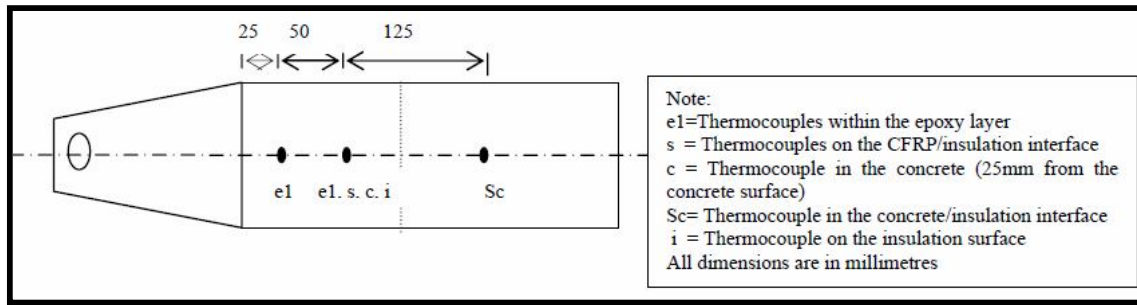 25 50 125
e1 e1. s. c. i Sc
Note:
e1=Thermocouples within the epoxy layer
s = Thermocouples on the CFRP/insulation interface
c = Thermocouple in the concrete (25mm from the
concrete surface)
Sc= Thermocouple in the concrete/insulation interface
i = Thermocouple on the insulation surface
All dimensions are in millimetres